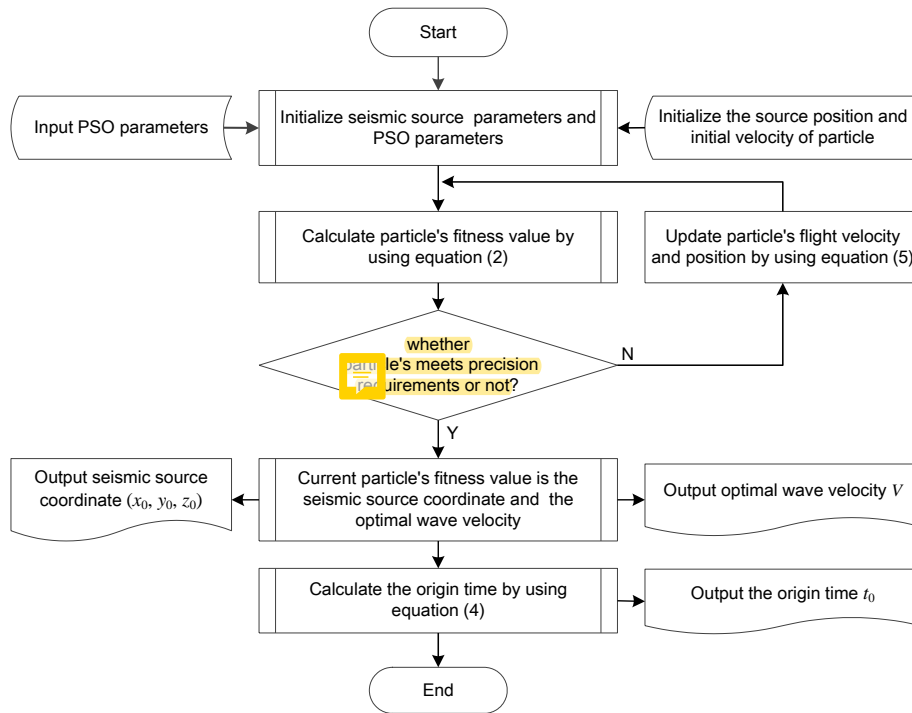 Start
Input PSO parameters
Initialize seismic source parameters and
PSO parameters
Initialize the source position and
initial velocity of particle
Calculate particle's fitness value by
using equation (2)
Update particle's flight velocity
and position by using equation (5)
whether
particle's meets precision
requirements or not?
N
Y
Output seismic source
coordinate (x₀, y₀, z₀)
Current particle's fitness value is the
seismic source coordinate and the
optimal wave velocity
Output optimal wave velocity V
Calculate the origin time by using
equation (4)
Output the origin time t₀
End